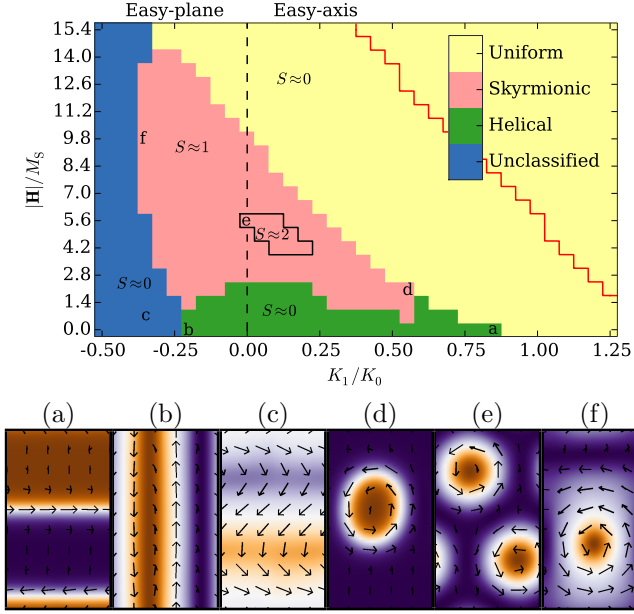 Easy-plane Easy-axis
15.4
14.0
12.6
11.2
9.8
8.4
7.0
5.6
4.2
2.8
1.4
0.0
|H|/M_S
S≈0
Uniform
Skyrmionic
Helical
Unclassified
f
S≈1
e
S≈2
S≈0
d
S≈0
c
b
a
-0.50 -0.25 0.00 0.25 0.50 0.75 1.00 1.25
K_1/K_0
(a) (b) (c) (d) (e) (f)